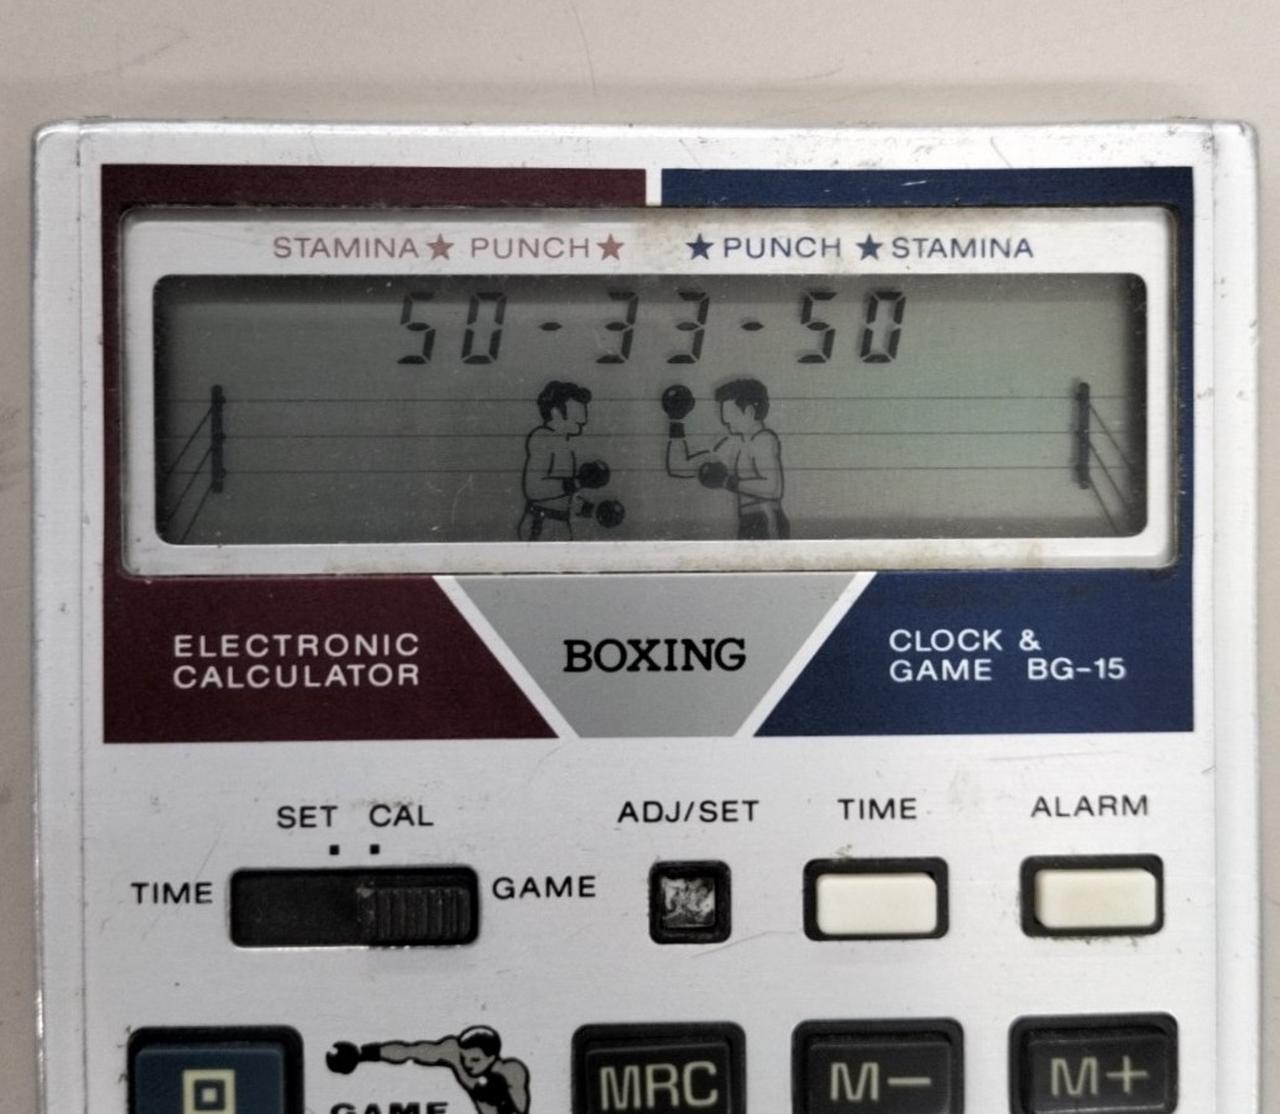 STAMINA★ PUNCH★ ★PUNCH ★STAMINA
50-33-50
ELECTRONIC
CALCULATOR
BOXING
CLOCK &
GAME BG-15
SET CAL
ADJ/SET
TIME
ALARM
TIME
GAME
MRC
M−
M+
GAME